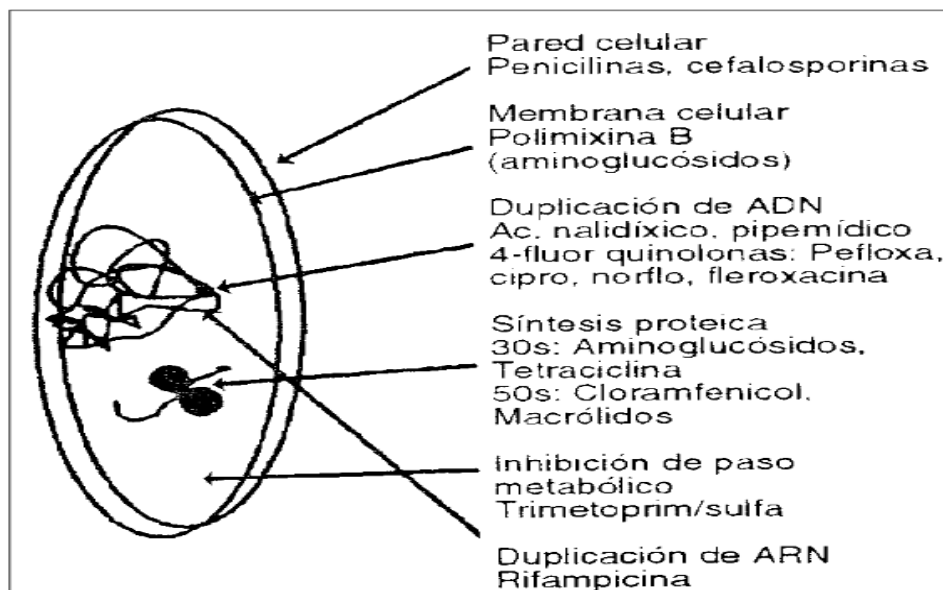 Pared celular
Penicilinas, cefalosporinas
Membrana celular
Polimixina B
(aminoglucósidos)
Duplicación de ADN
Ac. nalidíxico, pipemídico
4-fluor quinolonas: Pefloxa,
cipro, norflo, fleroxacina
Síntesis proteica
30s: Aminoglucósidos,
Tetraciclina
50s: Cloramfenicol,
Macrólidos
Inhibición de paso
metabólico
Trimetoprim/sulfa
Duplicación de ARN
Rifampicina